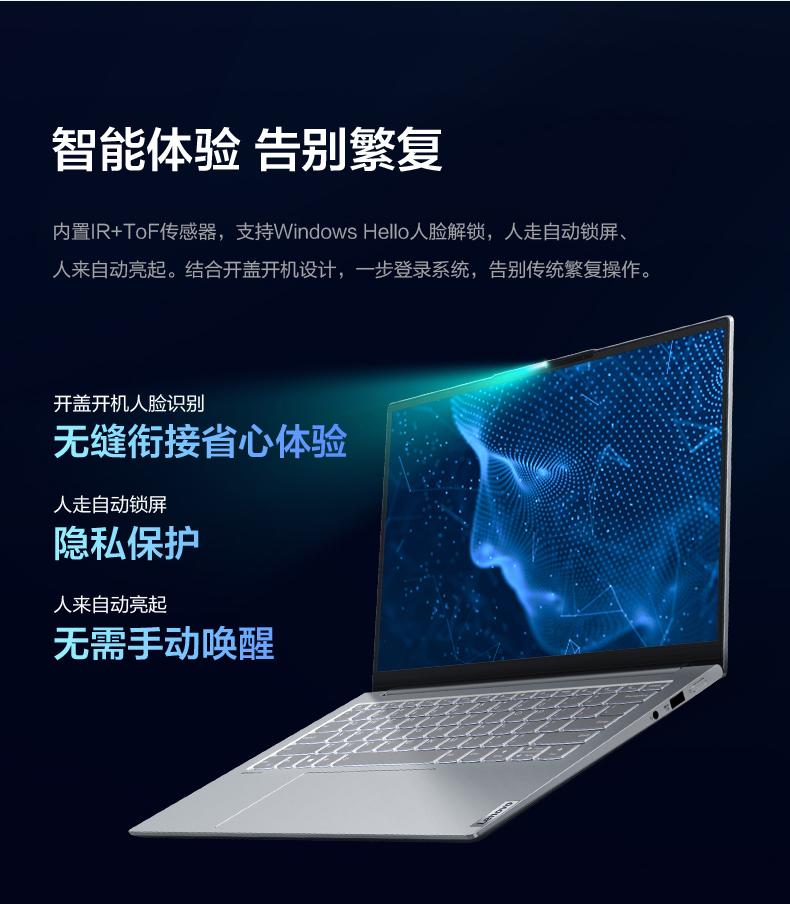 智能体验 告别繁复
内置IR+ToF传感器，支持Windows Hello人脸解锁，人走自动锁屏、
人来自动亮起。结合开盖开机设计，一步登录系统，告别传统繁复操作。
开盖开机人脸识别
无缝衔接省心体验
人走自动锁屏
隐私保护
人来自动亮起
无需手动唤醒
Lenovo